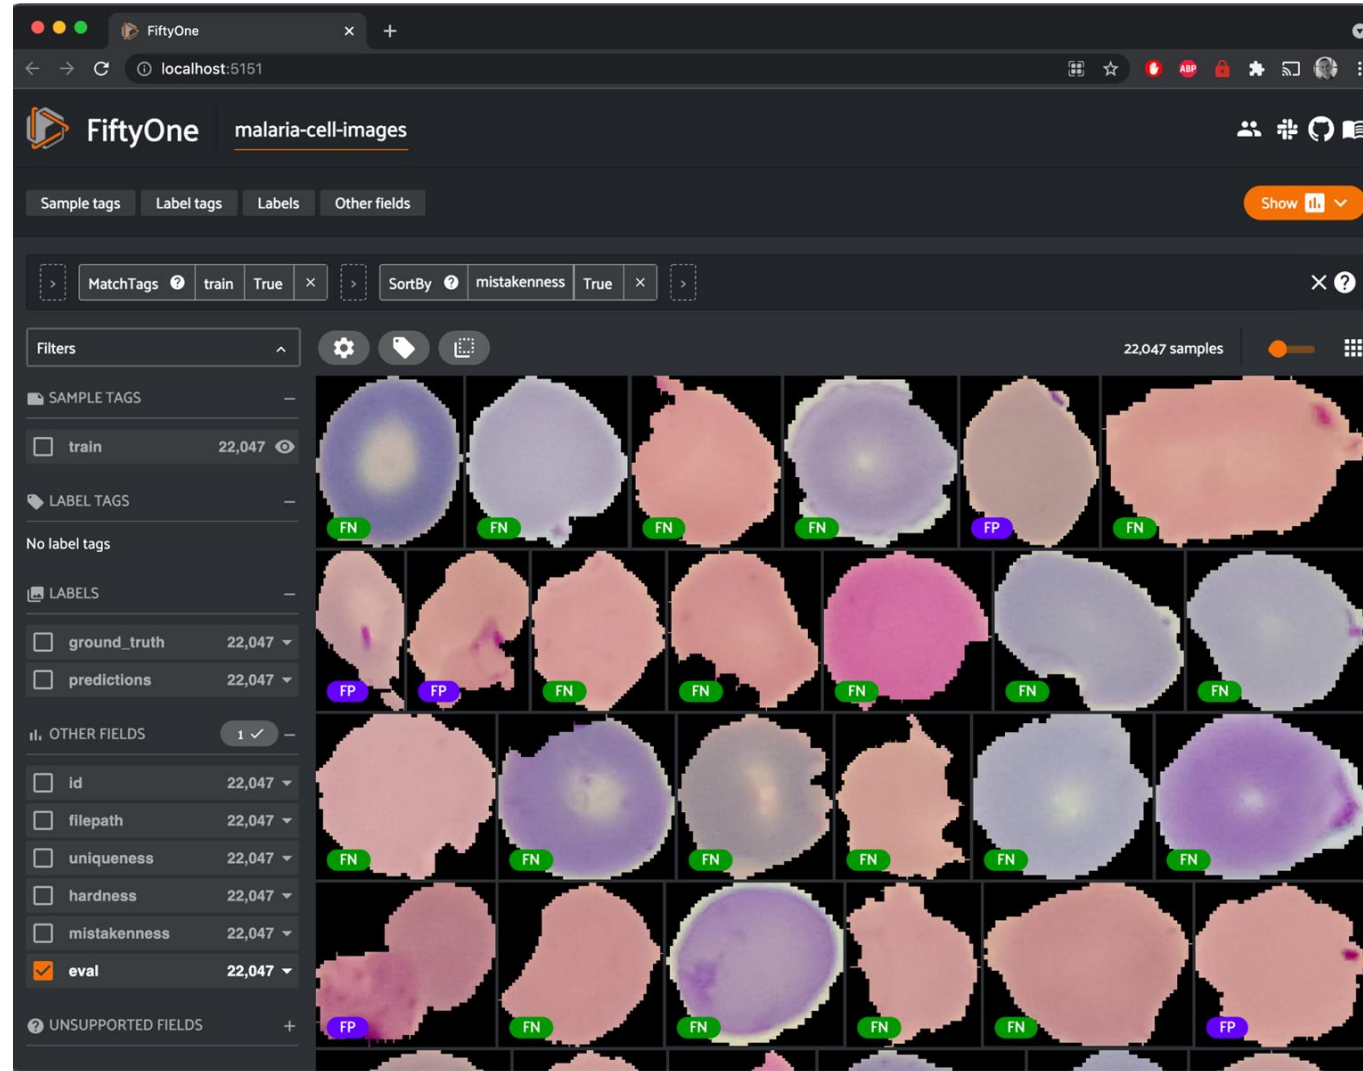 FiftyOne
localhost:5151
ABP
FiftyOne malaria-cell-images
Sample tags Label tags Labels Other fields Show
MatchTags train True SortBy mistakenness True
Filters
22,047 samples
SAMPLE TAGS
train 22,047
LABEL TAGS
No label tags
LABELS
ground_truth 22,047
predictions 22,047
OTHER FIELDS 1
id 22,047
filepath 22,047
uniqueness 22,047
hardness 22,047
mistakenness 22,047
eval 22,047
UNSUPPORTED FIELDS
FN FN FN FN FP FN
FP FP FN FN FN FN FN
FN FN FN FN FN FN
FP FN FN FN FN FP